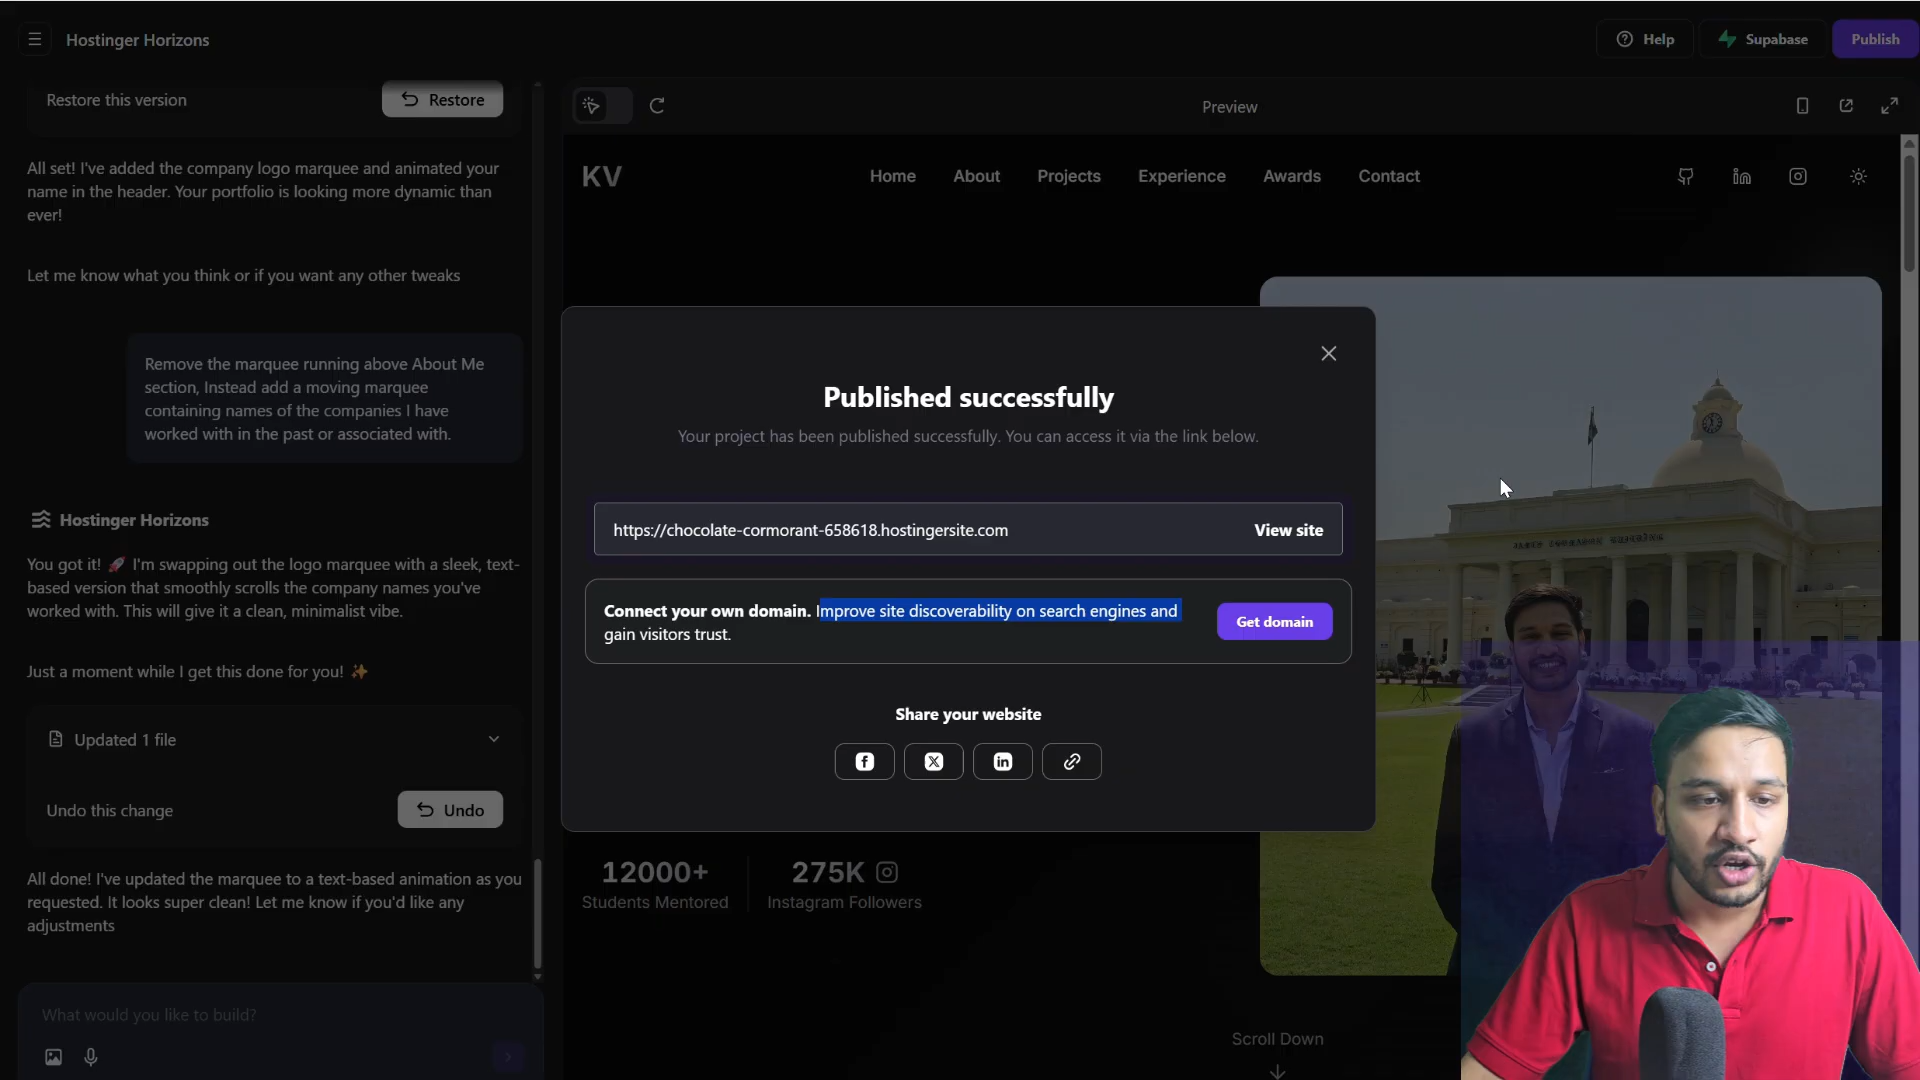 Hostinger Horizons
Help
Supabase
Publish
Restore this version
Restore
Preview
All set! I've added the company logo marquee and animated your
name in the header. Your portfolio is looking more dynamic than
ever!
Let me know what you think or if you want any other tweaks
Remove the marquee running above About Me
section, Instead add a moving marquee
containing names of the companies I have
worked with in the past or associated with.
Hostinger Horizons
You got it! 🚀 I'm swapping out the logo marquee with a sleek, text-
based version that smoothly scrolls the company names you've
worked with. This will give it a clean, minimalist vibe.
Just a moment while I get this done for you! ✨
Updated 1 file
Undo this change
Undo
All done! I've updated the marquee to a text-based animation as you
requested. It looks super clean! Let me know if you'd like any
adjustments
What would you like to build?
KV
Home
About
Projects
Experience
Awards
Contact
Published successfully
Your project has been published successfully. You can access it via the link below.
https://chocolate-cormorant-658618.hostingersite.com
View site
Connect your own domain. Improve site discoverability on search engines and
gain visitors trust.
Get domain
Share your website
12000+
Students Mentored
275K
Instagram Followers
Scroll Down